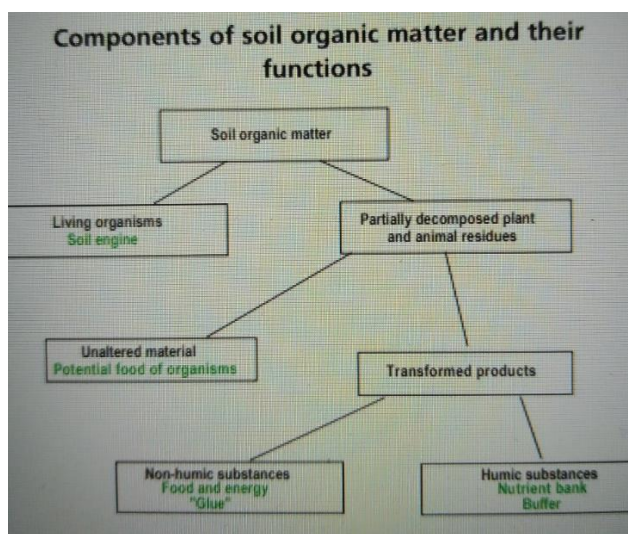 Components of soil organic matter and their
functions
Soil organic matter
Living organisms
Soil engine
Partially decomposed plant
and animal residues
Unaltered material
Potential food of organisms
Transformed products
Non-humic substances
Food and energy
"Glue"
Humic substances
Nutrient bank
Buffer